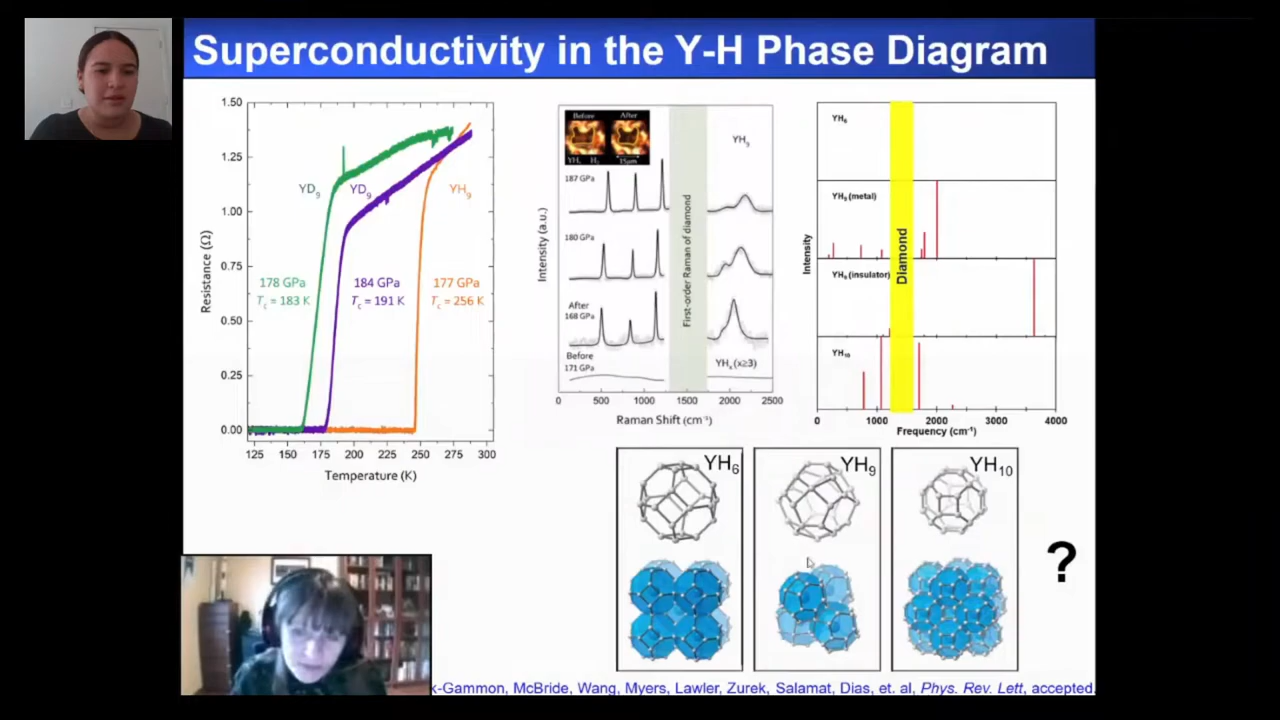 Superconductivity in the Y-H Phase Diagram
1.50
1.25
1.00
0.75
0.50
0.25
0.00
Resistance (Ω)
YD9
YD9
YH9
178 GPa
Tc = 183 K
184 GPa
Tc = 191 K
177 GPa
Tc = 256 K
125 150 175 200 225 250 275 300
Temperature (K)
Before After
15μm
187 GPa
180 GPa
After
168 GPa
Before
171 GPa
Intensity (a.u.)
First-order Raman of diamond
YH9
YHx (x≥3)
0 500 1000 1500 2000 2500
Raman Shift (cm⁻¹)
YH6
YH9 (metal)
YH9 (insulator)
YH10
Intensity
Diamond
0 1000 2000 3000 4000
Frequency (cm⁻¹)
YH6
YH9
YH10
?
k-Gammon, McBride, Wang, Myers, Lawler, Zurek, Salamat, Dias, et. al, Phys. Rev. Lett, accepted.